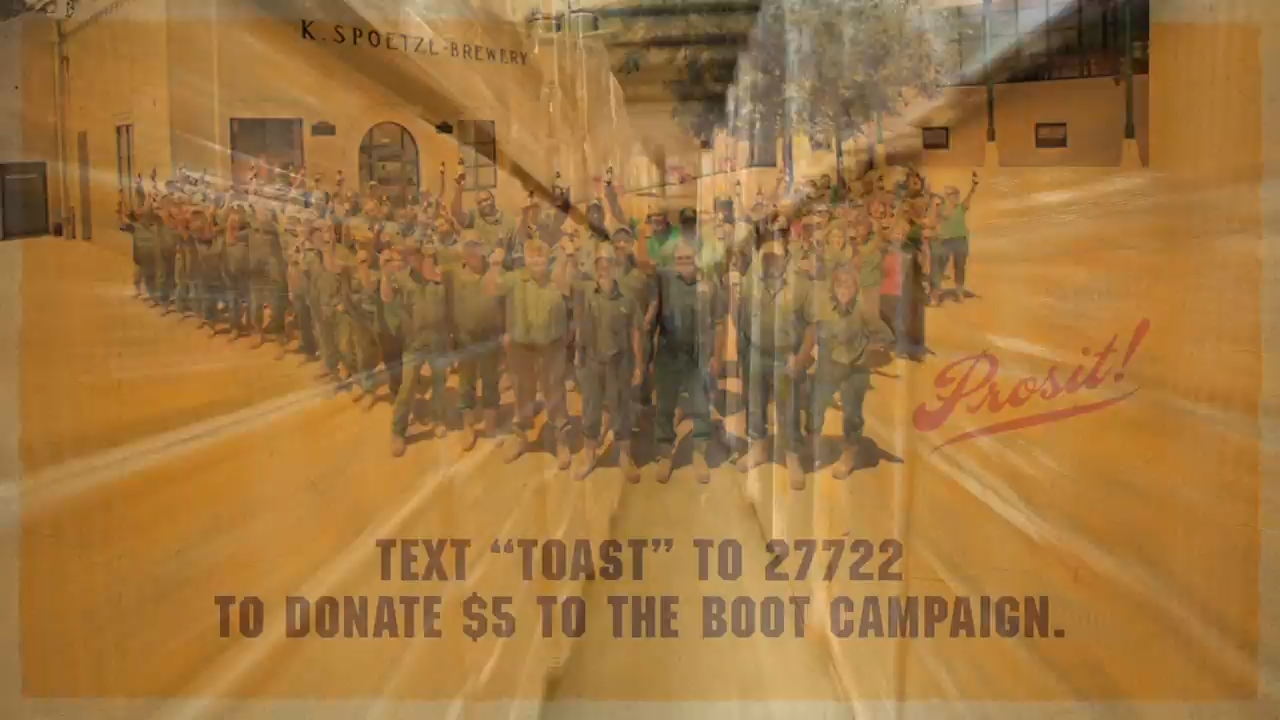 K. SPOETZL BREWERY
Prosit!
TEXT “TOAST” TO 27722
TO DONATE $5 TO THE BOOT CAMPAIGN.